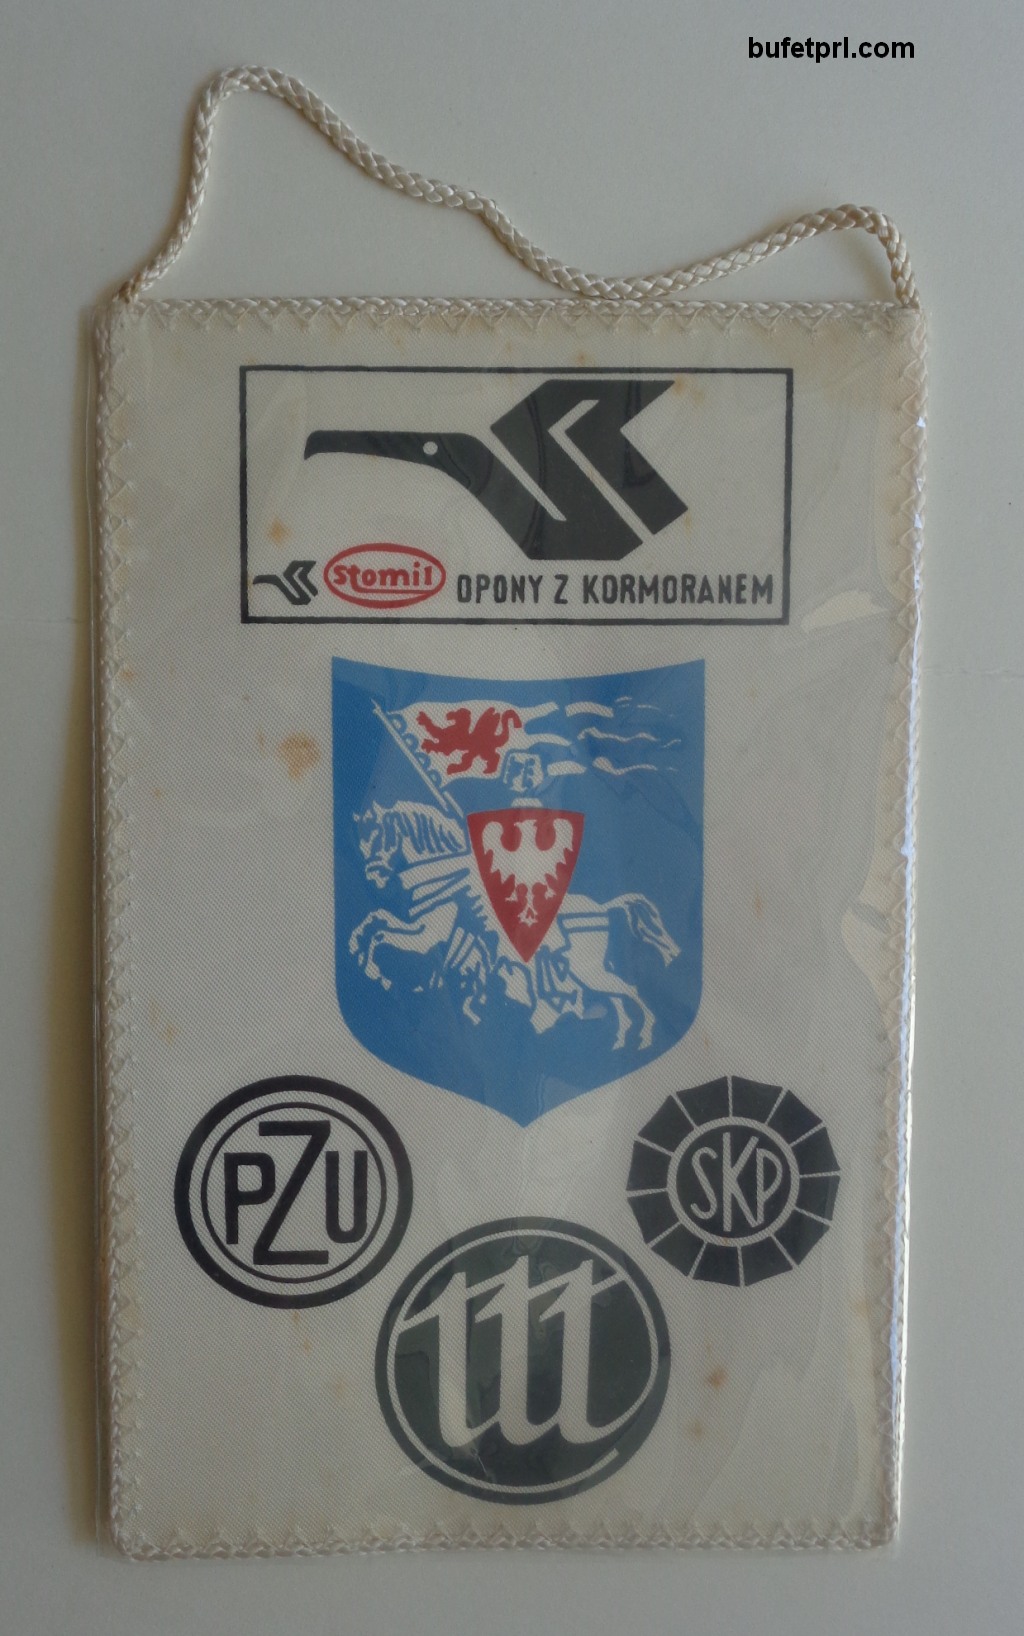 bufetprl.com
Stomil OPONY Z KORMORANEM
PZU
SKP
ttt